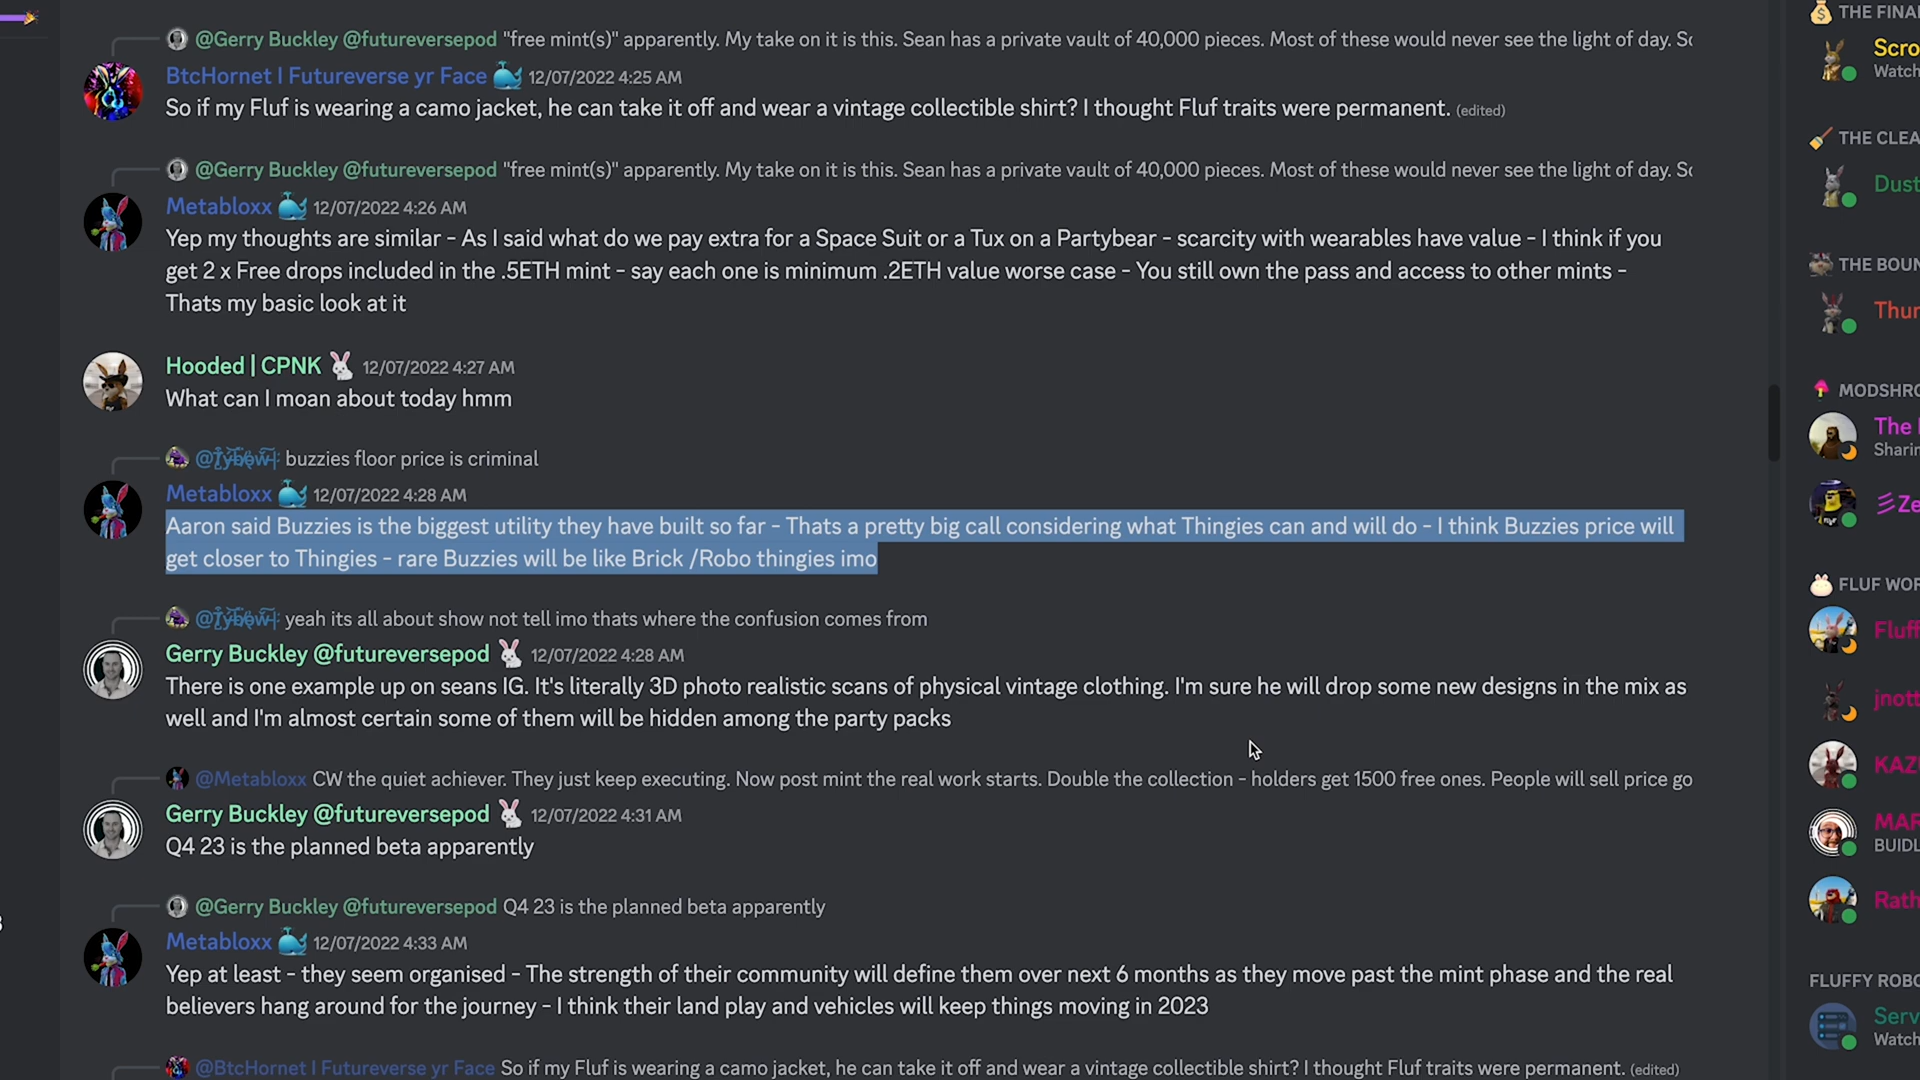 @Gerry Buckley @futureversepod "free mint(s)" apparently. My take on it is this. Sean has a private vault of 40,000 pieces. Most of these would never see the light of day.
BtcHornet I Futureverse yr Face 12/07/2022 4:25 AM
So if my Fluf is wearing a camo jacket, he can take it off and wear a vintage collectible shirt? I thought Fluf traits were permanent. (edited)
@Gerry Buckley @futureversepod "free mint(s)" apparently. My take on it is this. Sean has a private vault of 40,000 pieces. Most of these would never see the light of day.
Metabloxx 12/07/2022 4:26 AM
Yep my thoughts are similar - As I said what do we pay extra for a Space Suit or a Tux on a Partybear - scarcity with wearables have value - I think if you
get 2 x Free drops included in the .5ETH mint - say each one is minimum .2ETH value worse case - You still own the pass and access to other mints -
Thats my basic look at it
Hooded | CPNK 12/07/2022 4:27 AM
What can I moan about today hmm
buzzies floor price is criminal
Metabloxx 12/07/2022 4:28 AM
Aaron said Buzzies is the biggest utility they have built so far - Thats a pretty big call considering what Thingies can and will do - I think Buzzies price will
get closer to Thingies - rare Buzzies will be like Brick /Robo thingies imo
yeah its all about show not tell imo thats where the confusion comes from
Gerry Buckley @futureversepod 12/07/2022 4:28 AM
There is one example up on seans IG. It's literally 3D photo realistic scans of physical vintage clothing. I'm sure he will drop some new designs in the mix as
well and I'm almost certain some of them will be hidden among the party packs
@Metabloxx CW the quiet achiever. They just keep executing. Now post mint the real work starts. Double the collection - holders get 1500 free ones. People will sell price go
Gerry Buckley @futureversepod 12/07/2022 4:31 AM
Q4 23 is the planned beta apparently
@Gerry Buckley @futureversepod Q4 23 is the planned beta apparently
Metabloxx 12/07/2022 4:33 AM
Yep at least - they seem organised - The strength of their community will define them over next 6 months as they move past the mint phase and the real
believers hang around for the journey - I think their land play and vehicles will keep things moving in 2023
@BtcHornet I Futureverse yr Face So if my Fluf is wearing a camo jacket, he can take it off and wear a vintage collectible shirt? I thought Fluf traits were permanent. (edited)
THE FINAN
Scro
Watch
THE CLEA
Dust
THE BOUN
Thun
MODSHRO
The
Sharin
Ze
FLUF WOR
Fluff
jnott
KAZ
MAR
BUIDL
Rath
FLUFFY ROBO
Serv
Watch